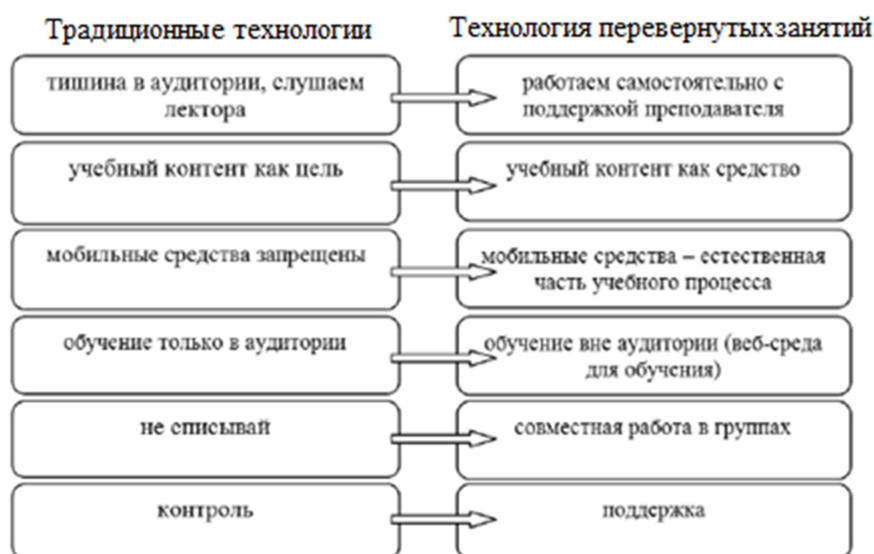 Традиционные технологии
Технология перевернутых занятий
тишина в аудитории, слушаем
лектора
работаем самостоятельно с
поддержкой преподавателя
учебный контент как цель
учебный контент как средство
мобильные средства запрещены
мобильные средства – естественная
часть учебного процесса
обучение только в аудитории
обучение вне аудитории (веб-среда
для обучения)
не списывай
совместная работа в группах
контроль
поддержка